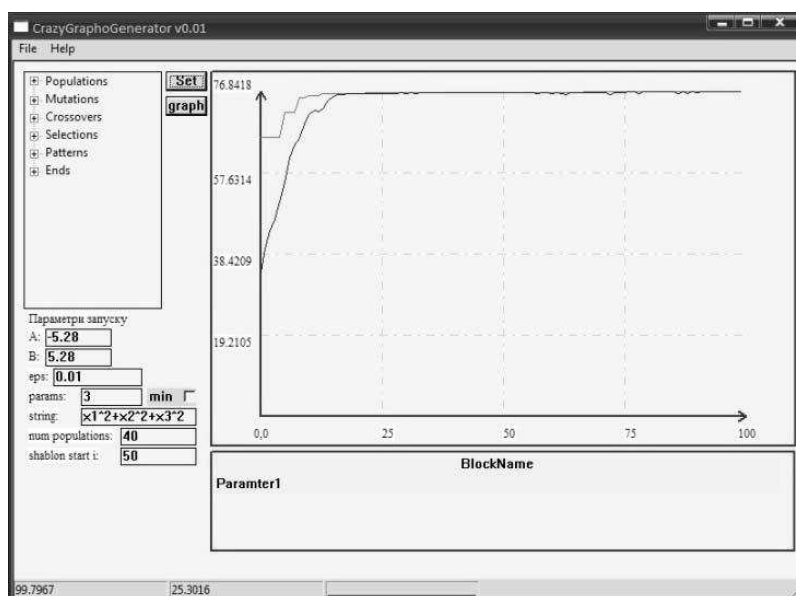 CrazyGraphoGenerator v0.01
File Help
Populations
Mutations
Crossovers
Selections
Patterns
Ends
Set
graph
Параметри запуску
A: -5.28
B: 5.28
eps: 0.01
params: 3 min
string: x1^2+x2^2+x3^2
num populations: 40
shablon start i: 50
76.8418
57.6314
38.4209
19.2105
0,0 25 50 75 100
BlockName
Paramter1
99.7967 25.3016